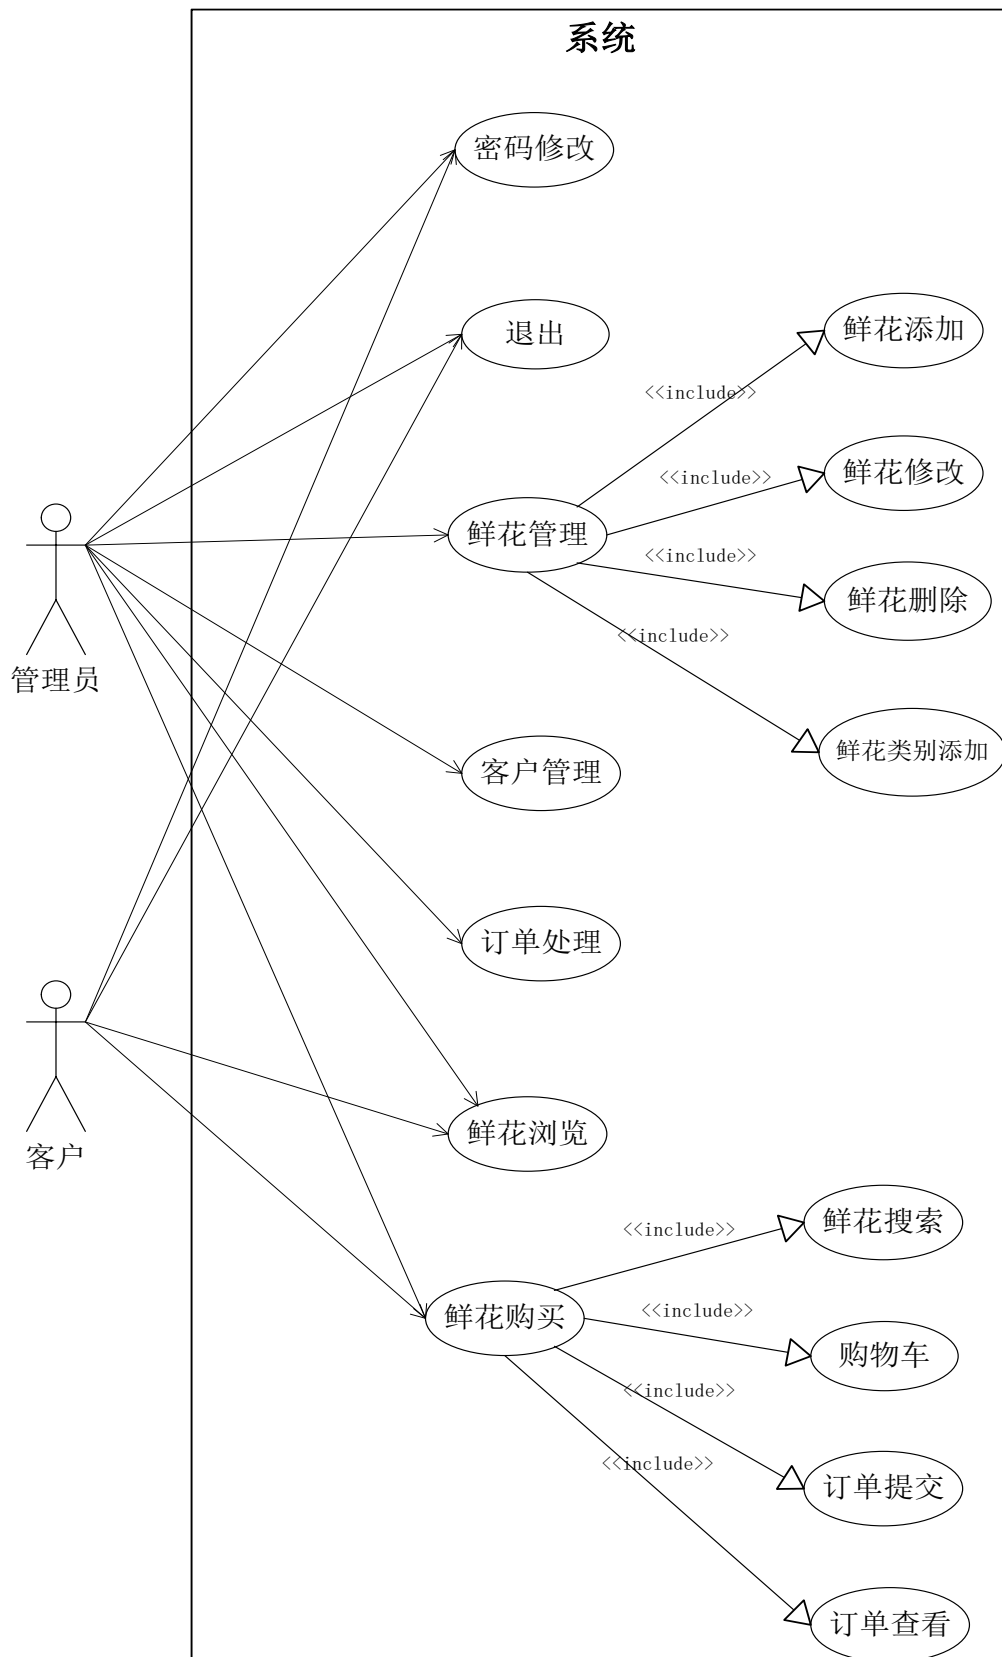 系统
密码修改
退出
鲜花添加
<<include>>
鲜花修改
<<include>>
鲜花管理
<<include>>
鲜花删除
<<include>>
管理员
鲜花类别添加
客户管理
订单处理
鲜花浏览
客户
鲜花搜索
<<include>>
鲜花购买
<<include>>
购物车
<<include>>
<<include>>
订单提交
订单查看